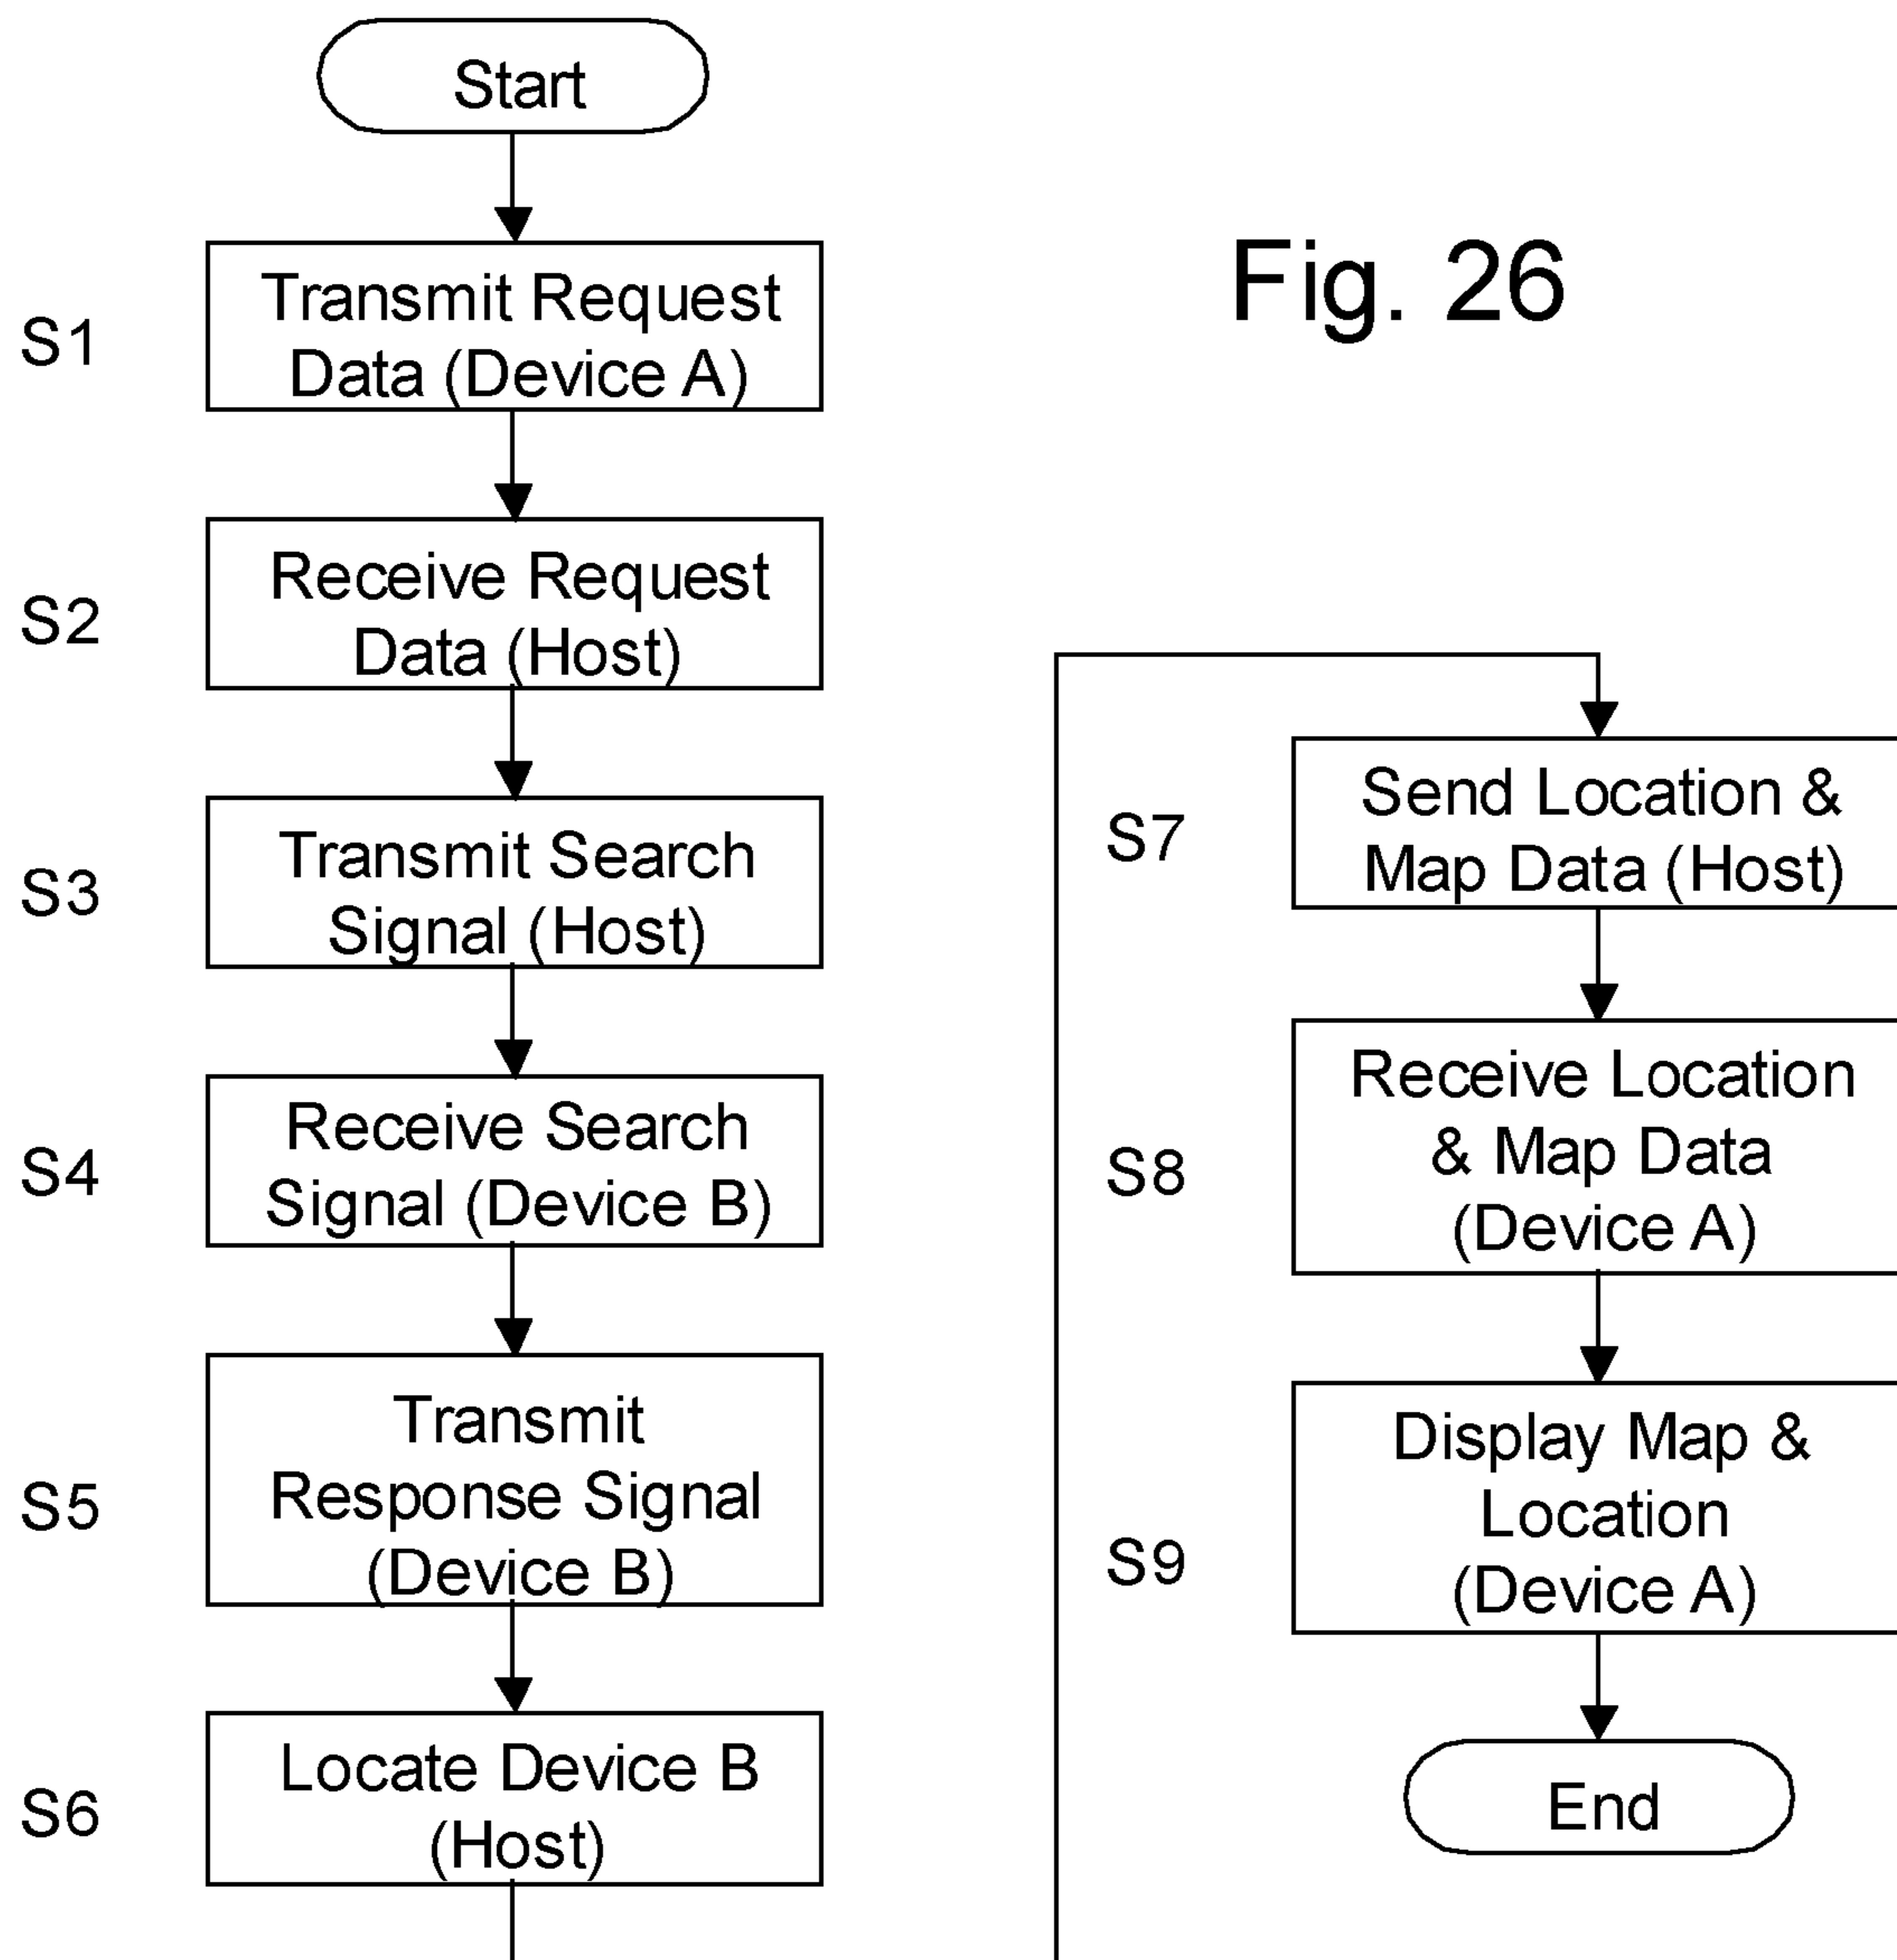 Start
Fig. 26
S1
Transmit Request
Data (Device A)
S2
Receive Request
Data (Host)
S3
Transmit Search
Signal (Host)
S4
Receive Search
Signal (Device B)
S5
Transmit
Response Signal
(Device B)
S6
Locate Device B
(Host)
S7
Send Location &
Map Data (Host)
S8
Receive Location
& Map Data
(Device A)
S9
Display Map &
Location
(Device A)
End